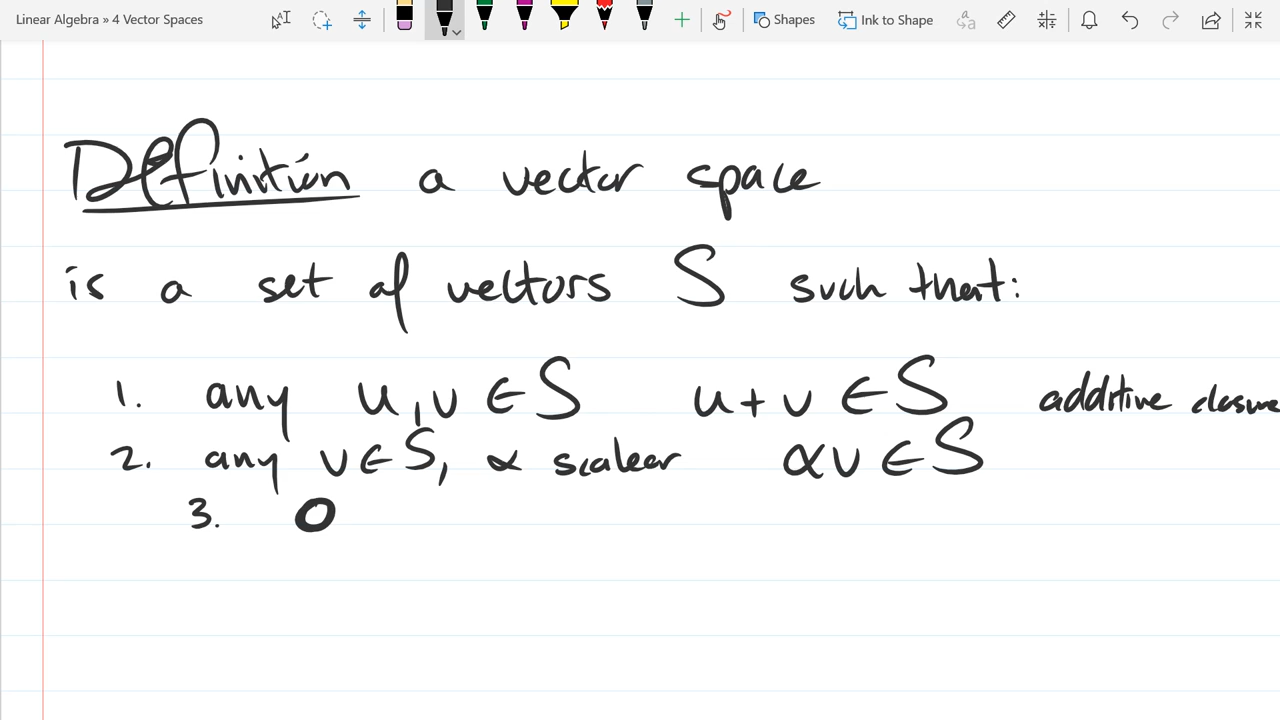 Linear Algebra » 4 Vector Spaces
Shapes
Ink to Shape
Definition a vector space
is a set of vectors S such that:
1. any u, v ∈ S u + v ∈ S additive closure
2. any v ∈ S, α scalear αv ∈ S
3. 0